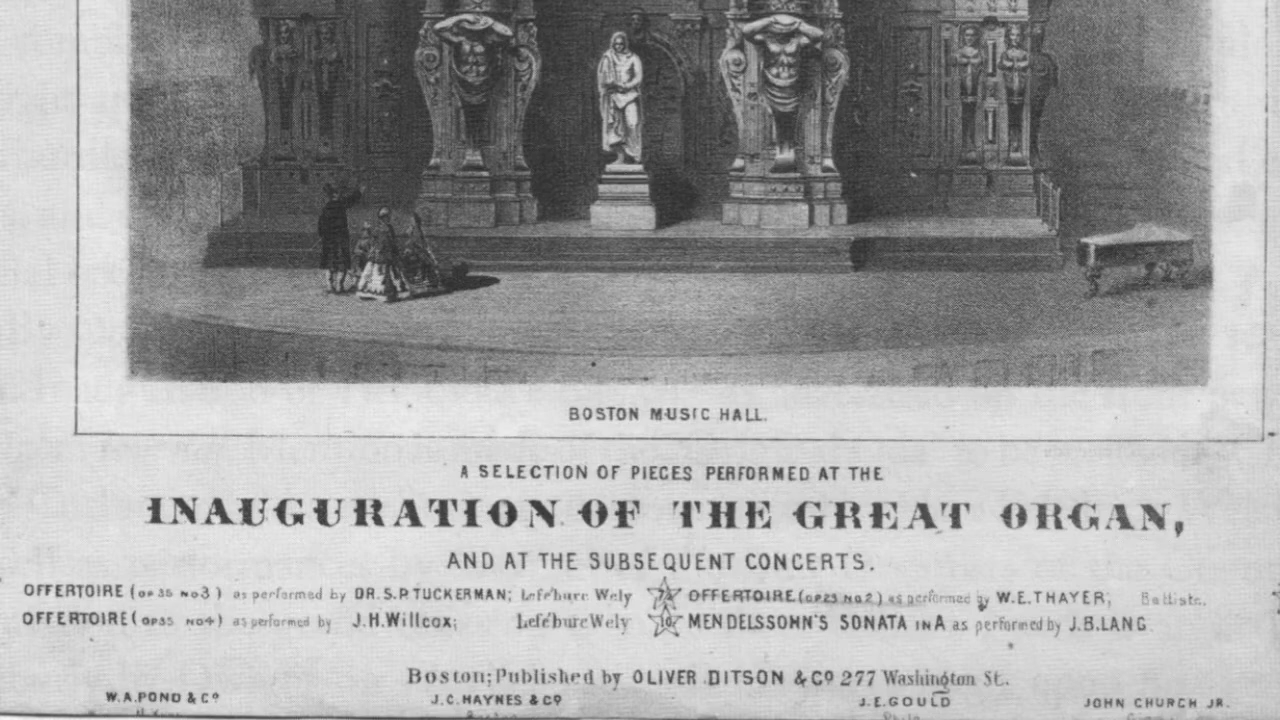 BOSTON MUSIC HALL.
A SELECTION OF PIECES PERFORMED AT THE
INAUGURATION OF THE GREAT ORGAN,
AND AT THE SUBSEQUENT CONCERTS.
OFFERTOIRE (OP 35 NO 3) as performed by DR. S. P. TUCKERMAN; Lefébure Wely OFFERTOIRE (OP 23 NO 2) as performed by W. E. THAYER; Battiste.
OFFERTOIRE (OP 35 NO 4) as performed by J. H. Willcox; Lefébure Wely 10 MENDELSSOHN'S SONATA IN A as performed by J. B. LANG
Boston; Published by OLIVER DITSON & CO 277 Washington St.
W. A. POND & CO J. C. HAYNES & CO J. E. GOULD JOHN CHURCH JR.